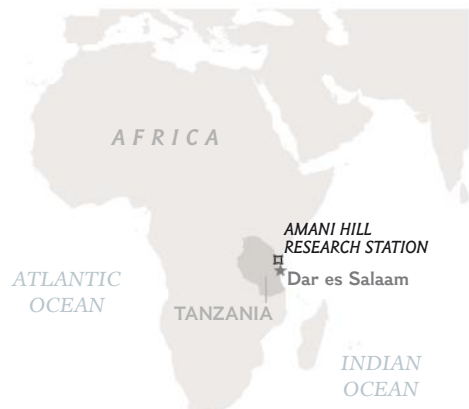 AFRICA
AMANI HILL
RESEARCH STATION
Dar es Salaam
ATLANTIC
OCEAN
TANZANIA
INDIAN
OCEAN